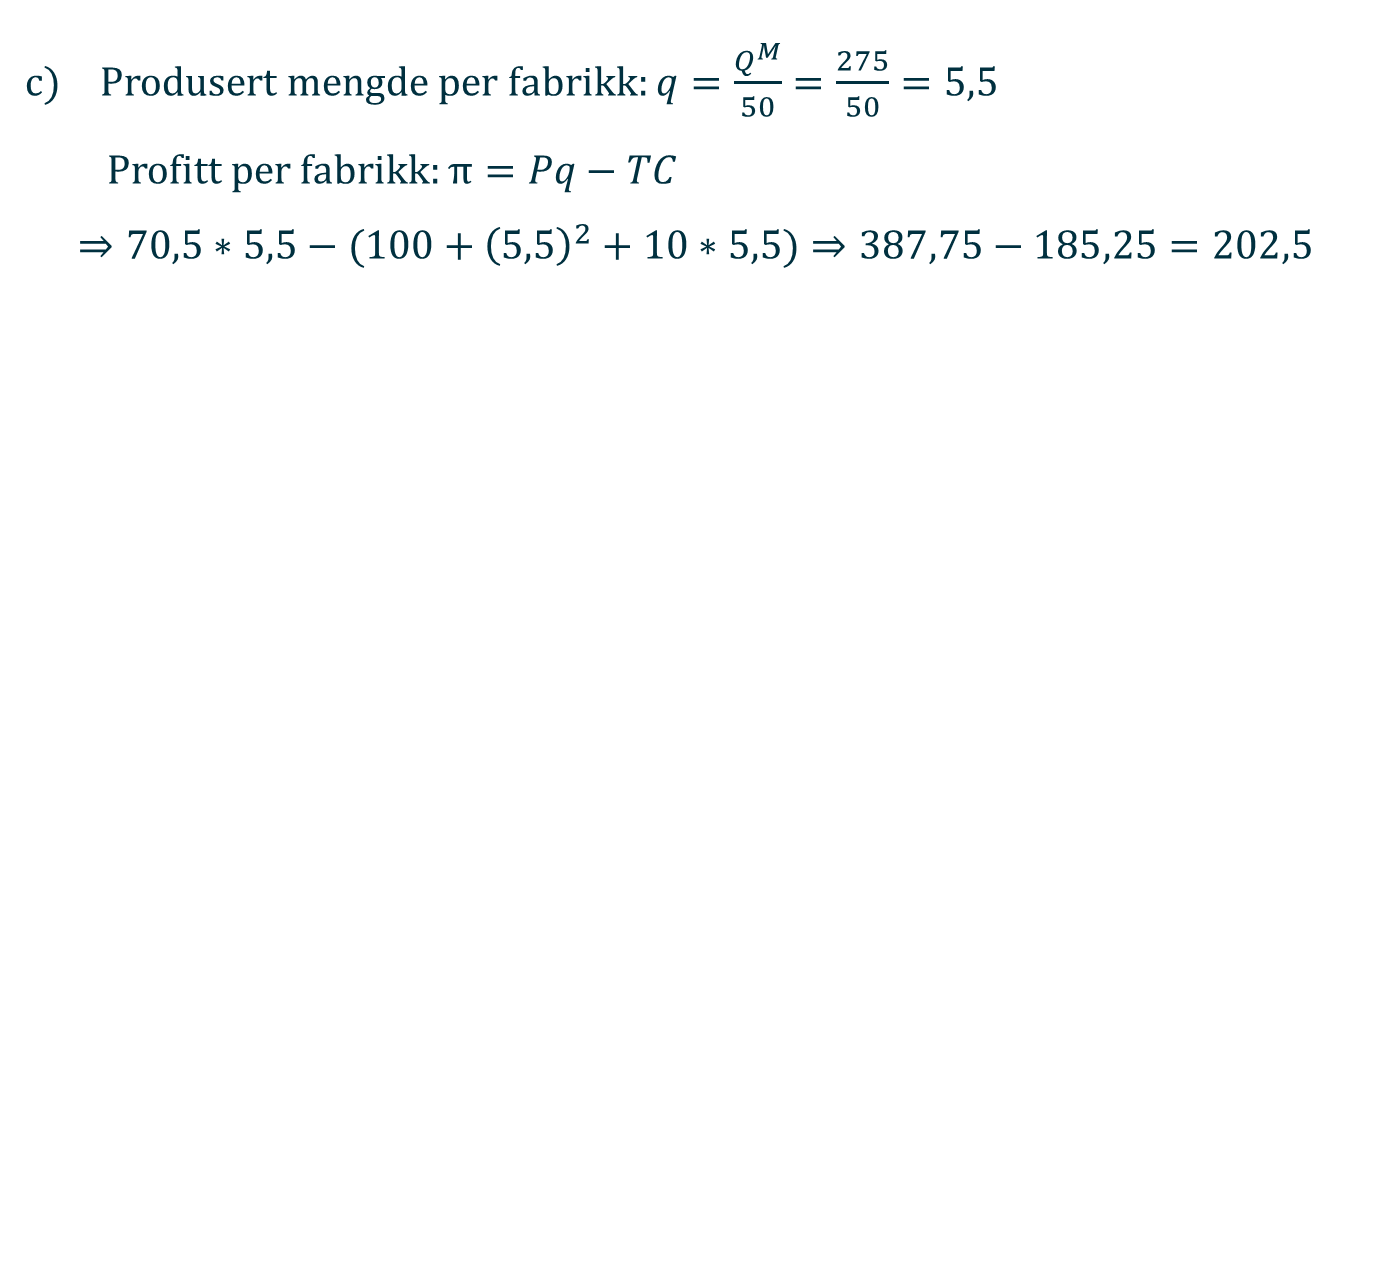 c) Produsert mengde per fabrikk: q = Q^M/50 = 275/50 = 5,5
Profitt per fabrikk: π = Pq − TC
⇒ 70,5 ∗ 5,5 − (100 + (5,5)² + 10 ∗ 5,5) ⇒ 387,75 − 185,25 = 202,5